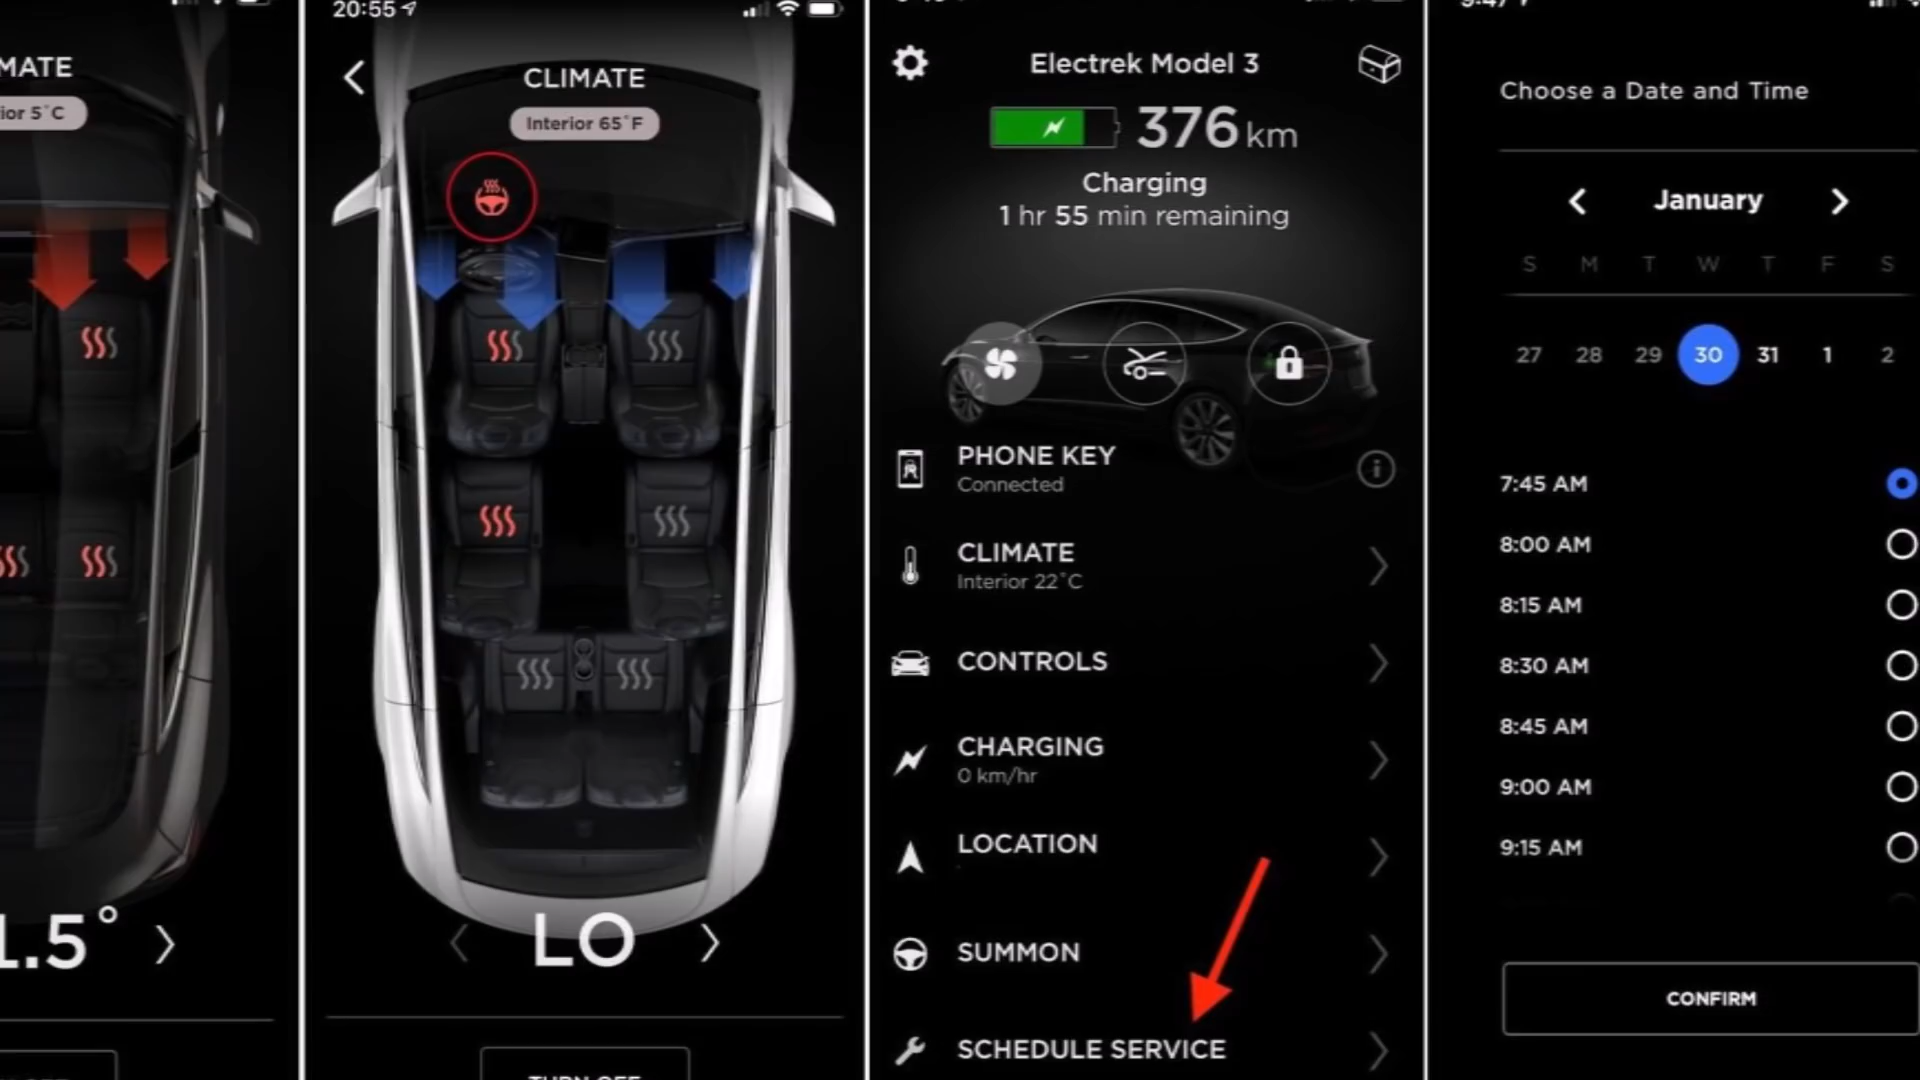 MATE
ior 5°C
1.5°
20:55
CLIMATE
Interior 65°F
LO
Electrek Model 3
376 km
Charging
1 hr 55 min remaining
PHONE KEY
Connected
CLIMATE
Interior 22°C
CONTROLS
CHARGING
0 km/hr
LOCATION
SUMMON
SCHEDULE SERVICE
Choose a Date and Time
January
S M T W T F S
27 28 29 30 31 1 2
7:45 AM
8:00 AM
8:15 AM
8:30 AM
8:45 AM
9:00 AM
9:15 AM
CONFIRM